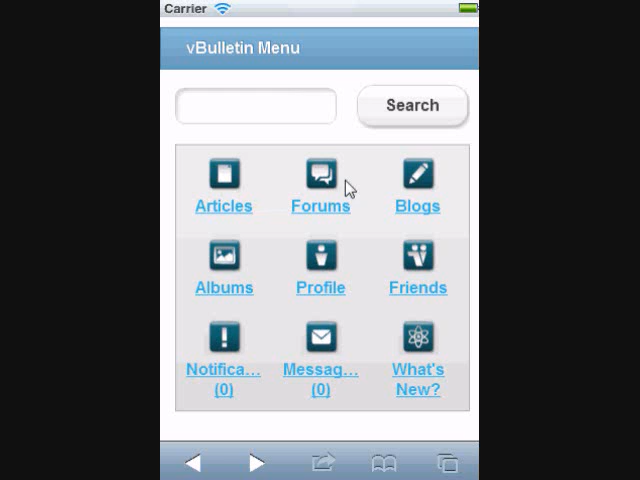 Carrier
vBulletin Menu
Search
Articles
Forums
Blogs
Albums
Profile
Friends
Notifica...
(0)
Messag...
(0)
What's
New?